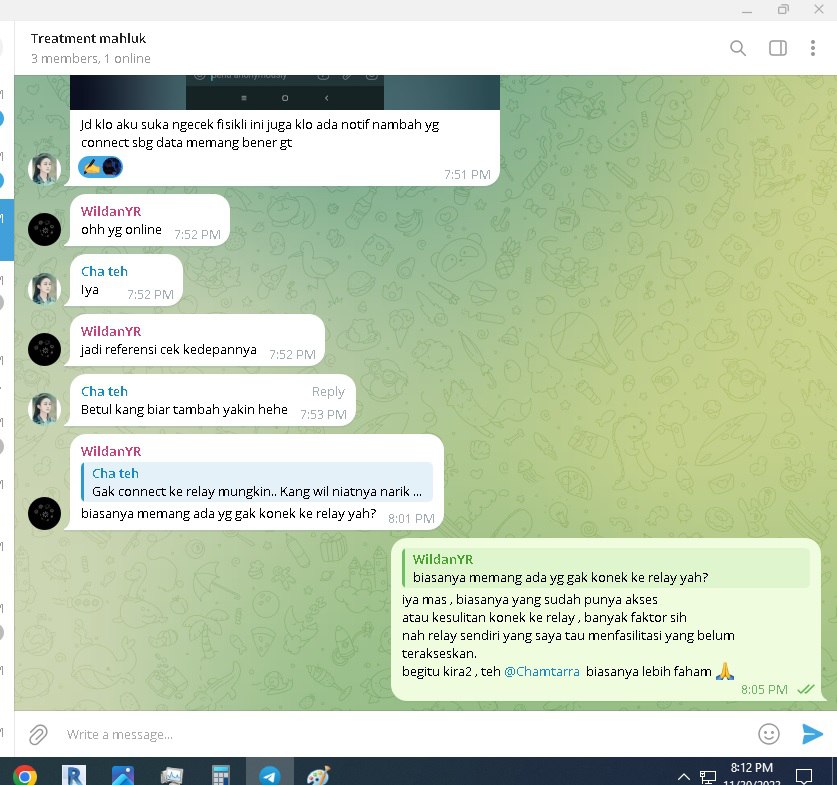 Treatment mahluk
3 members, 1 online
Jd klo aku suka ngecek fisikli ini juga klo ada notif nambah yg
connect sbg data memang bener gt
7:51 PM
WildanYR
ohh yg online 7:52 PM
Cha teh
Iya 7:52 PM
WildanYR
jadi referensi cek kedepannya 7:52 PM
Cha teh Reply
Betul kang biar tambah yakin hehe 7:53 PM
WildanYR
Cha teh
Gak connect ke relay mungkin.. Kang wil niatnya narik ...
biasanya memang ada yg gak konek ke relay yah? 8:01 PM
WildanYR
biasanya memang ada yg gak konek ke relay yah?
iya mas , biasanya yang sudah punya akses
atau kesulitan konek ke relay , banyak faktor sih
nah relay sendiri yang saya tau menfasilitasi yang belum
terakseskan.
begitu kira2 , teh @Chamtarra biasanya lebih faham 🙏
8:05 PM
Write a message...
8:12 PM